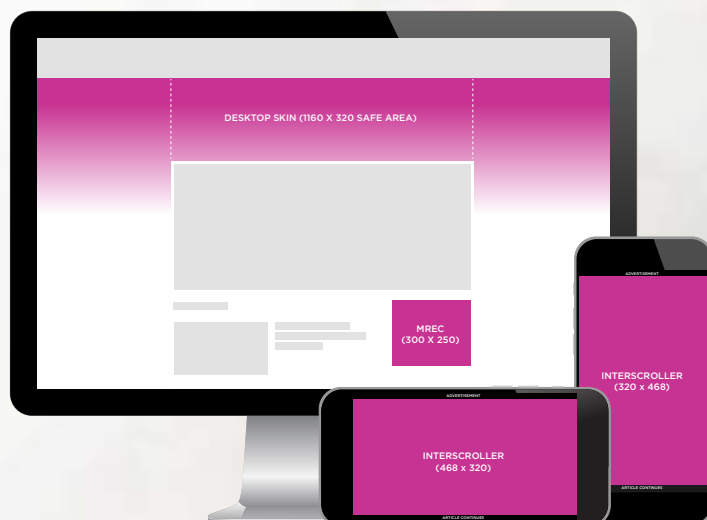 DESKTOP SKIN (1160 X 320 SAFE AREA)
MREC
(300 X 250)
ADVERTISEMENT
INTERSCROLLER
(320 x 468)
ARTICLE CONTINUES
ADVERTISEMENT
INTERSCROLLER
(468 x 320)
ARTICLE CONTINUES